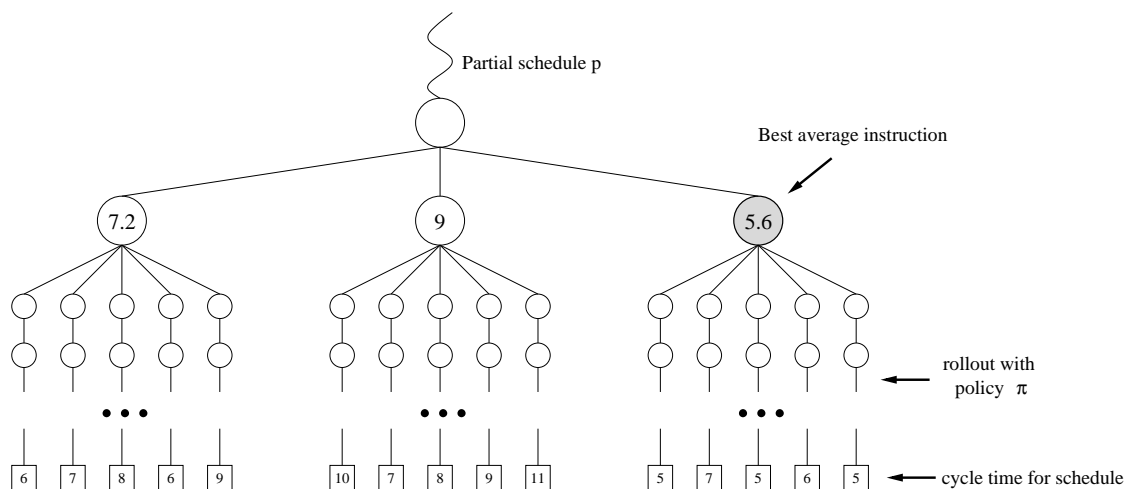 Partial schedule p
Best average instruction
7.2
9
5.6
rollout with
policy π
6 7 8 6 9
10 7 8 9 11
5 7 5 6 5
cycle time for schedule